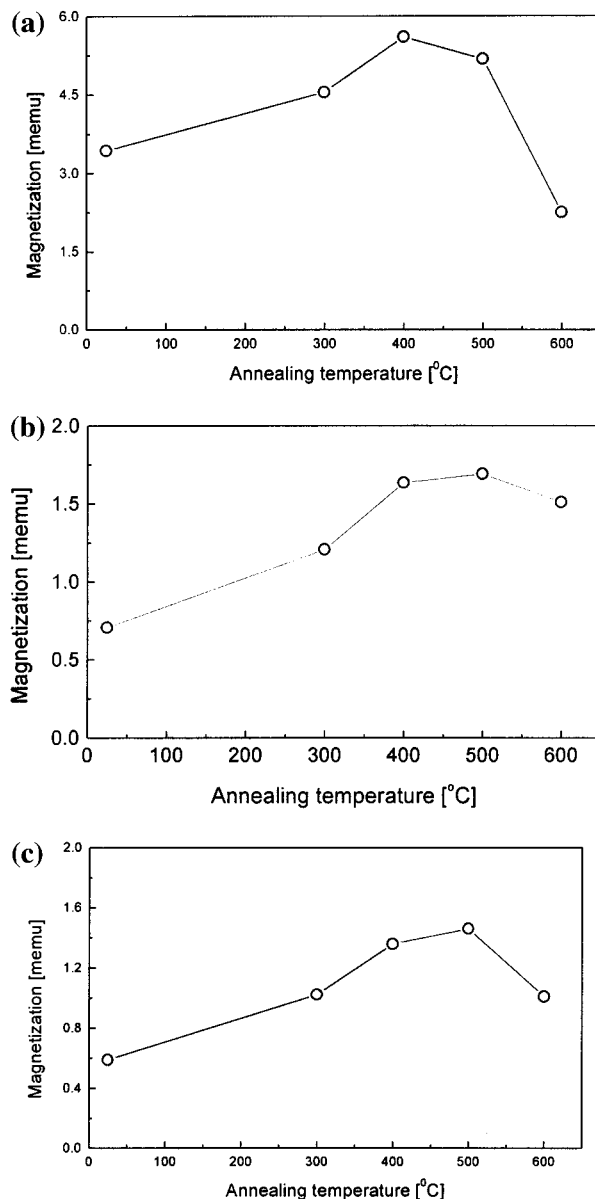 (a)
6.0
4.5
3.0
1.5
0.0
Magnetization [memu]
0 100 200 300 400 500 600
Annealing temperature [°C]
(b)
2.0
1.5
1.0
0.5
0.0
Magnetization [memu]
0 100 200 300 400 500 600
Annealing temperature [°C]
(c)
2.0
1.6
1.2
0.8
0.4
0.0
Magnetization [memu]
0 100 200 300 400 500 600
Annealing temperature [°C]